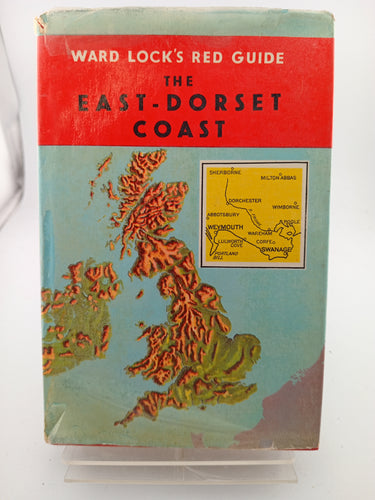 WARD LOCK'S RED GUIDE
THE
EAST-DORSET
COAST
SHERBORNE
MILTON ABBAS
DORCHESTER
WIMBORNE
ABBOTSBURY
POOLE
WEYMOUTH
WAREHAM
LULWORTH
COVE
CORFE
SWANAGE
PORTLAND
BILL